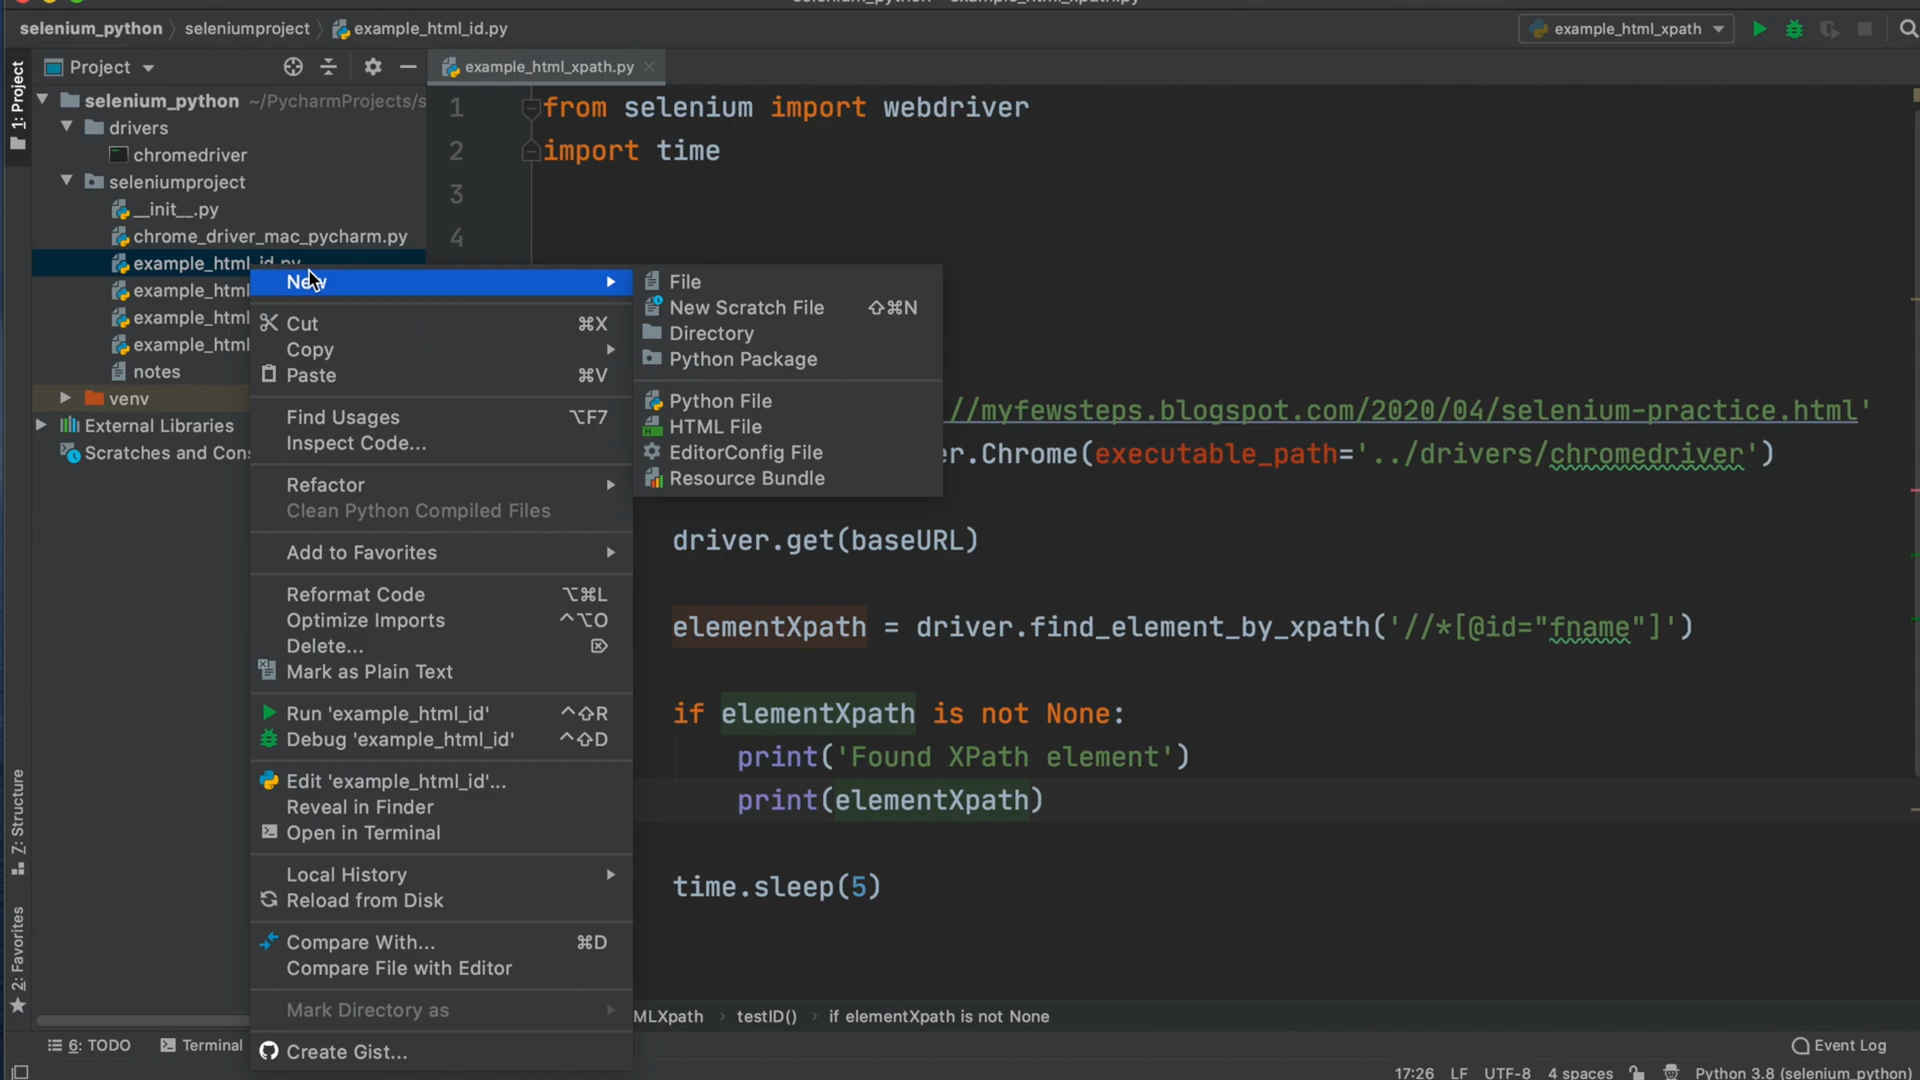 selenium_python seleniumproject example_html_id.py example_html_xpath
1: Project
Project
example_html_xpath.py
selenium_python ~/PycharmProjects/s
drivers
chromedriver
seleniumproject
__init__.py
chrome_driver_mac_pycharm.py
example_html_id.py
example_html
example_html
example_html
notes
venv
External Libraries
Scratches and Con
1 from selenium import webdriver
2 import time
3
4
//myfewsteps.blogspot.com/2020/04/selenium-practice.html'
er.Chrome(executable_path='../drivers/chromedriver')
driver.get(baseURL)
elementXpath = driver.find_element_by_xpath('//*[@id="fname"]')
if elementXpath is not None:
print('Found XPath element')
print(elementXpath)
time.sleep(5)
New
Cut ⌘X
Copy
Paste ⌘V
Find Usages ⌥F7
Inspect Code...
Refactor
Clean Python Compiled Files
Add to Favorites
Reformat Code ⌥⌘L
Optimize Imports ^⌥O
Delete... ⌦
Mark as Plain Text
Run 'example_html_id' ^⇧R
Debug 'example_html_id' ^⇧D
Edit 'example_html_id'...
Reveal in Finder
Open in Terminal
Local History
Reload from Disk
Compare With... ⌘D
Compare File with Editor
Mark Directory as
Create Gist...
File
New Scratch File ⇧⌘N
Directory
Python Package
Python File
HTML File
EditorConfig File
Resource Bundle
Z: Structure
2: Favorites
MLXpath testID() if elementXpath is not None
6: TODO Terminal Event Log
17:26 LF UTF-8 4 spaces Python 3.8 (selenium_python)